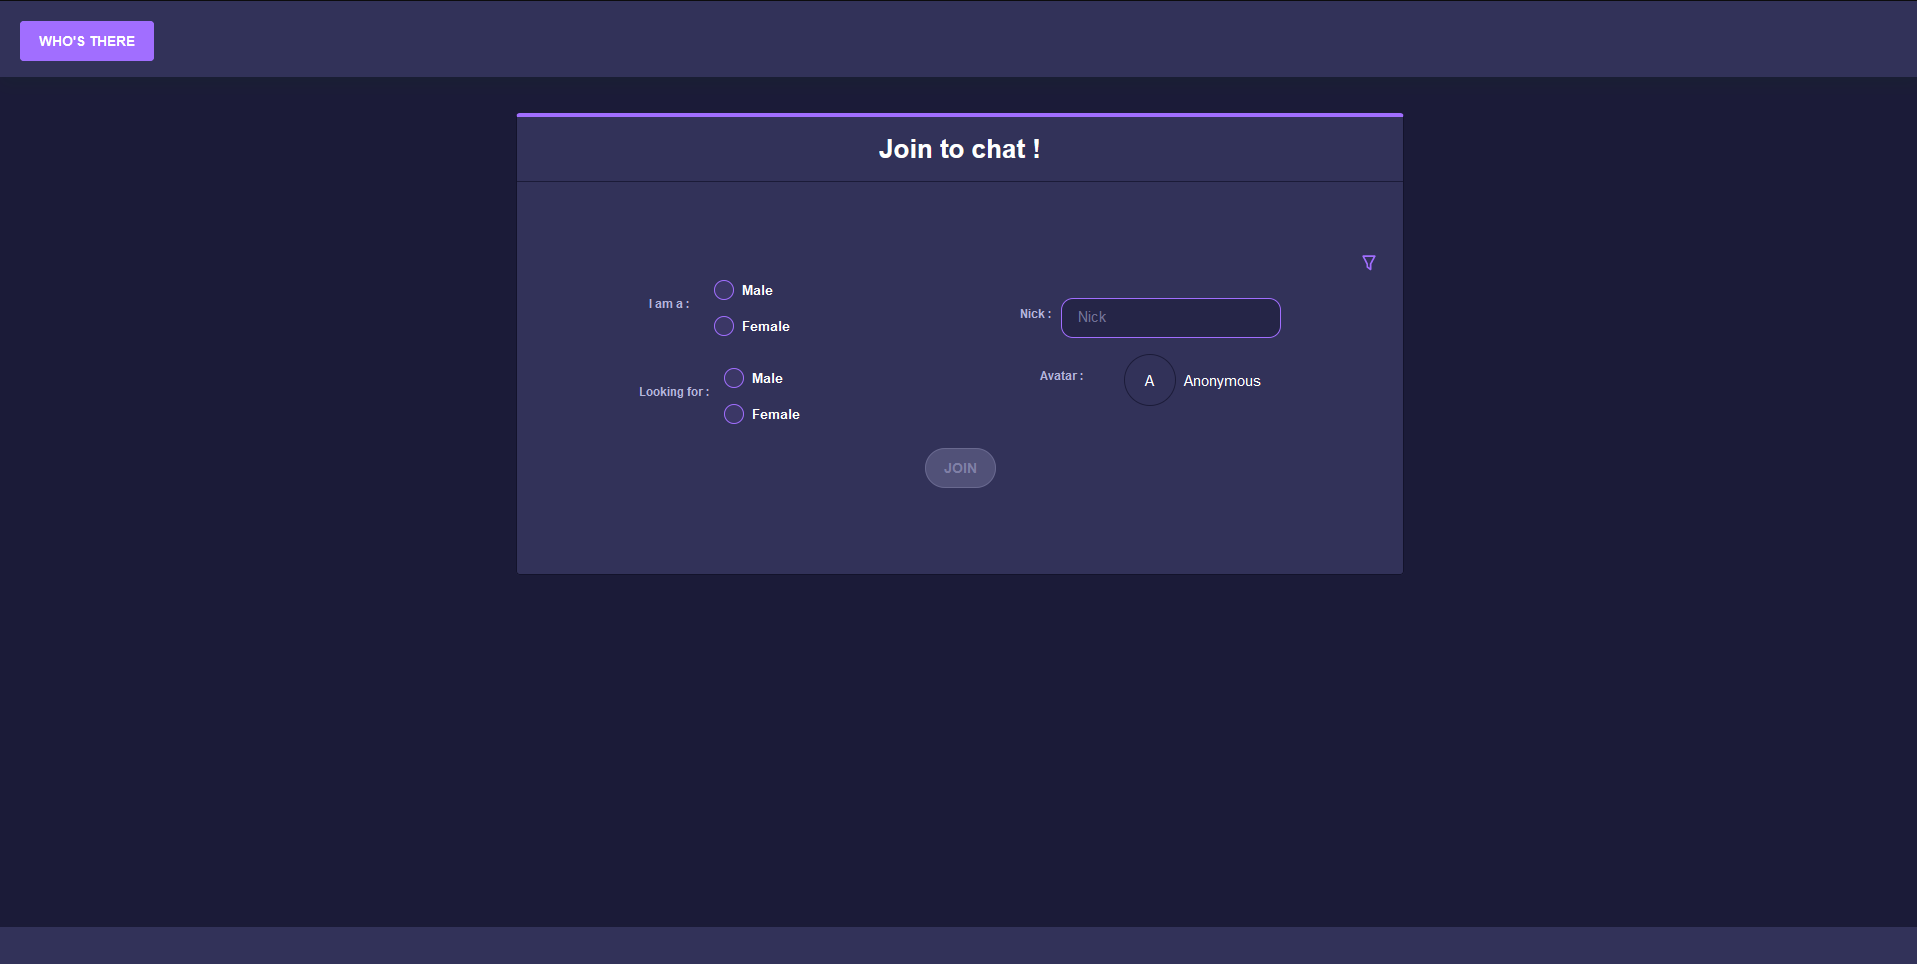 WHO'S THERE
Join to chat !
I am a :
Male
Female
Looking for :
Male
Female
Nick :
Nick
Avatar :
A
Anonymous
JOIN